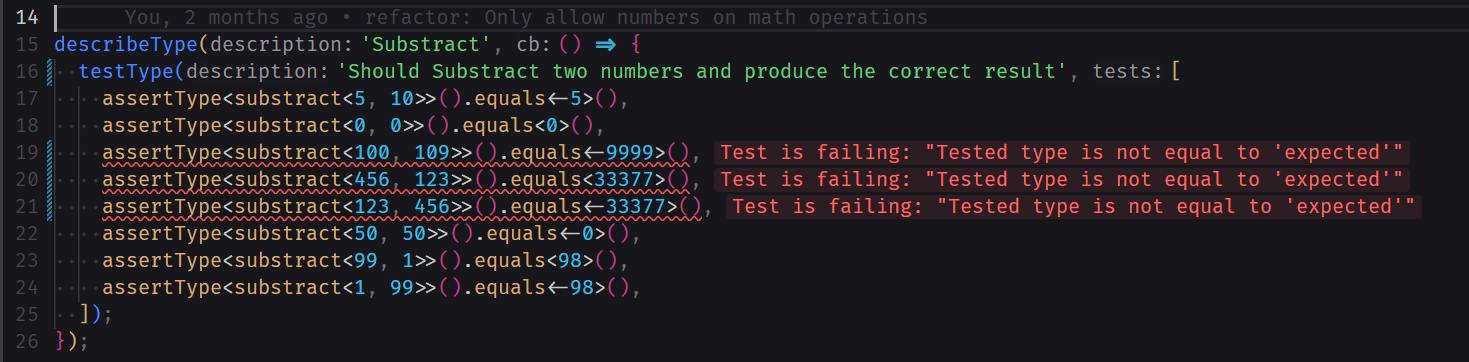 14 You, 2 months ago • refactor: Only allow numbers on math operations
15 describeType(description: 'Substract', cb: () => {
16 testType(description: 'Should Substract two numbers and produce the correct result', tests: [
17 assertType<substract<5, 10>>().equals<-5>(),
18 assertType<substract<0, 0>>().equals<0>(),
19 assertType<substract<100, 109>>().equals<-9999>(), Test is failing: "Tested type is not equal to 'expected'"
20 assertType<substract<456, 123>>().equals<33377>(), Test is failing: "Tested type is not equal to 'expected'"
21 assertType<substract<123, 456>>().equals<-33377>(), Test is failing: "Tested type is not equal to 'expected'"
22 assertType<substract<50, 50>>().equals<-0>(),
23 assertType<substract<99, 1>>().equals<98>(),
24 assertType<substract<1, 99>>().equals<-98>(),
25 ]);
26 });